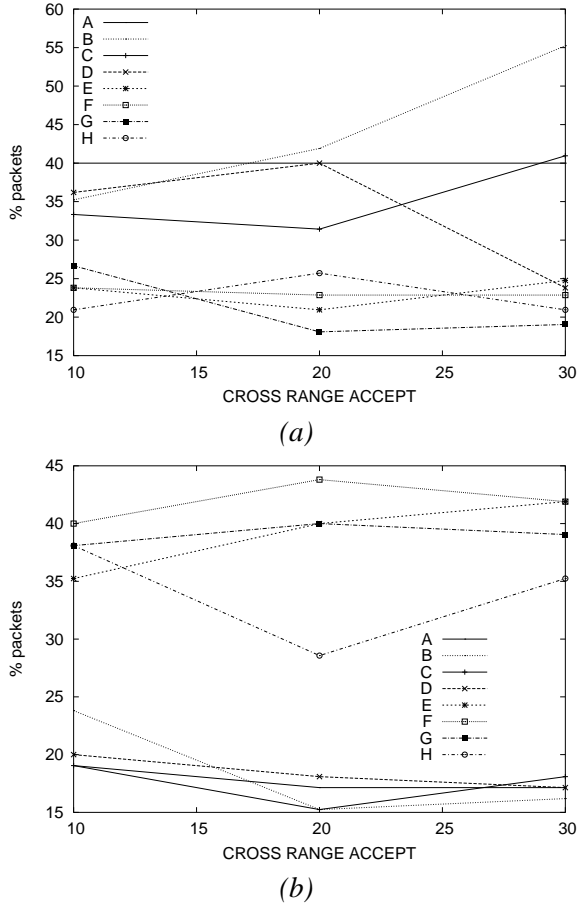 60
55
50
45
40
35
30
25
20
15
10
15
20
25
30
% packets
CROSS RANGE ACCEPT
A
B
C
D
E
F
G
H
(a)
45
40
35
30
25
20
15
10
15
20
25
30
% packets
CROSS RANGE ACCEPT
A
B
C
D
E
F
G
H
(b)